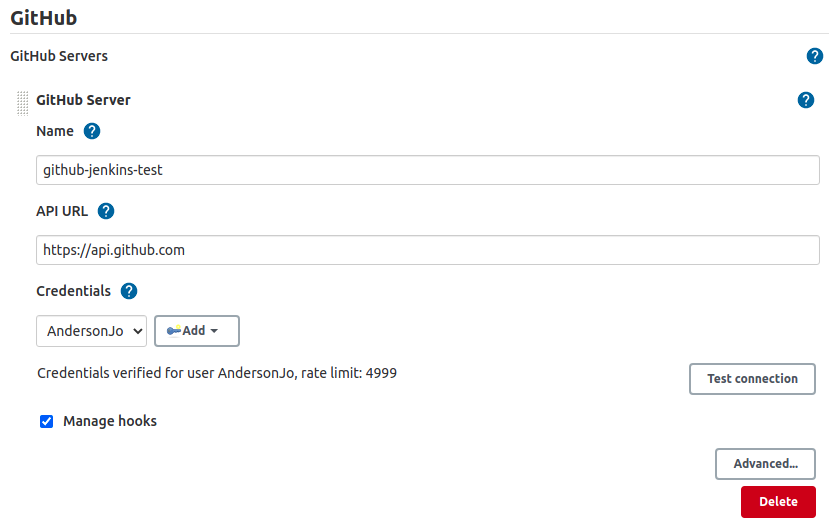 GitHub
GitHub Servers ?
GitHub Server ?
Name ?
github-jenkins-test
API URL ?
https://api.github.com
Credentials ?
AndersonJo Add
Credentials verified for user AndersonJo, rate limit: 4999
Test connection
Manage hooks
Advanced...
Delete